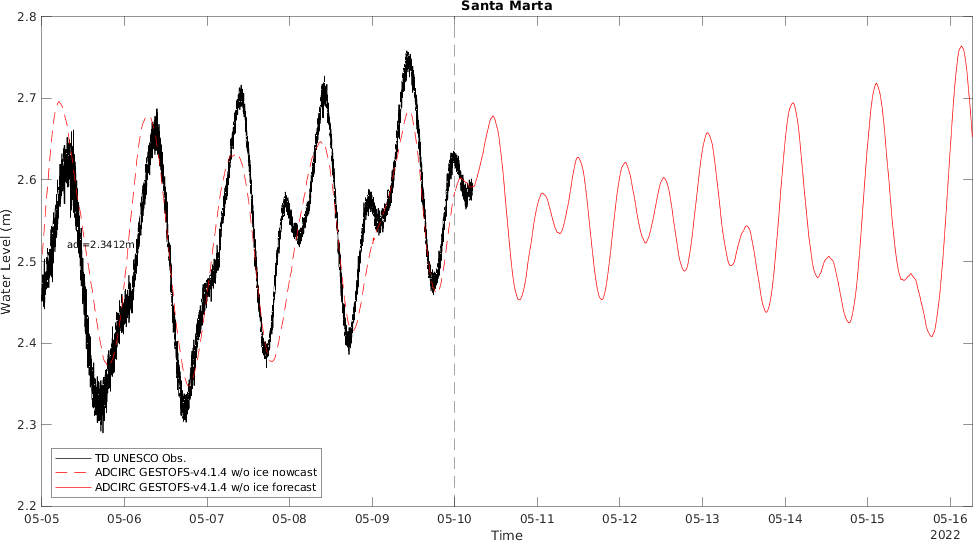 Santa Marta
Water Level (m)
2.8
2.7
2.6
2.5
2.4
2.3
2.2
TD UNESCO Obs.
ADCIRC GESTOFS-v4.1.4 w/o ice nowcast
ADCIRC GESTOFS-v4.1.4 w/o ice forecast
05-05 05-06 05-07 05-08 05-09 05-10 05-11 05-12 05-13 05-14 05-15 05-16
Time 2022